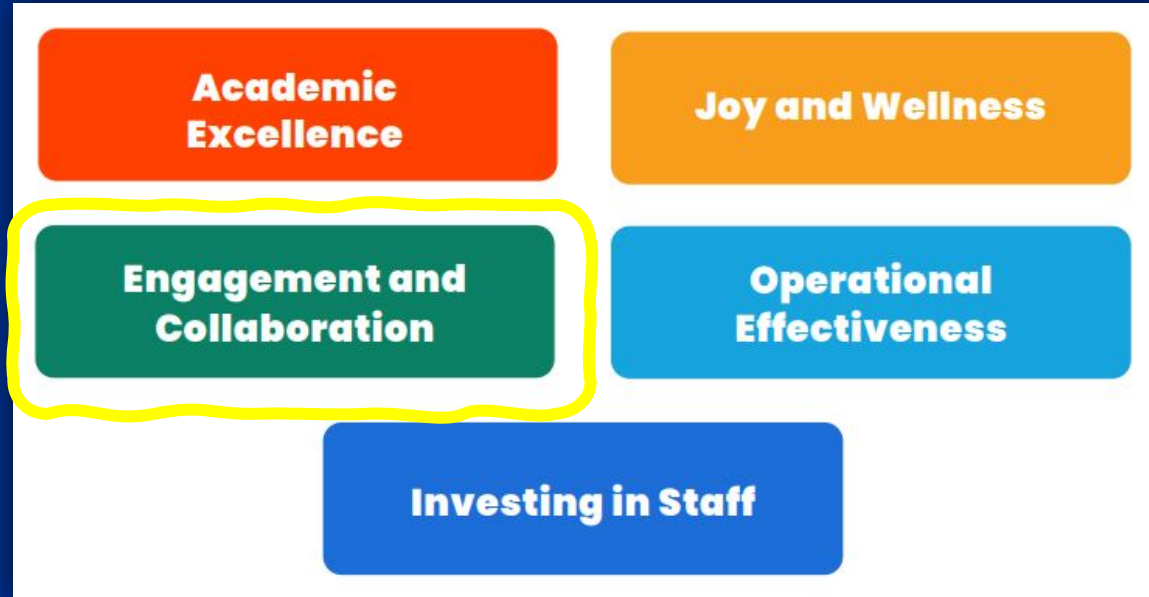 Academic
Excellence
Joy and Wellness
Engagement and
Collaboration
Operational
Effectiveness
Investing in Staff